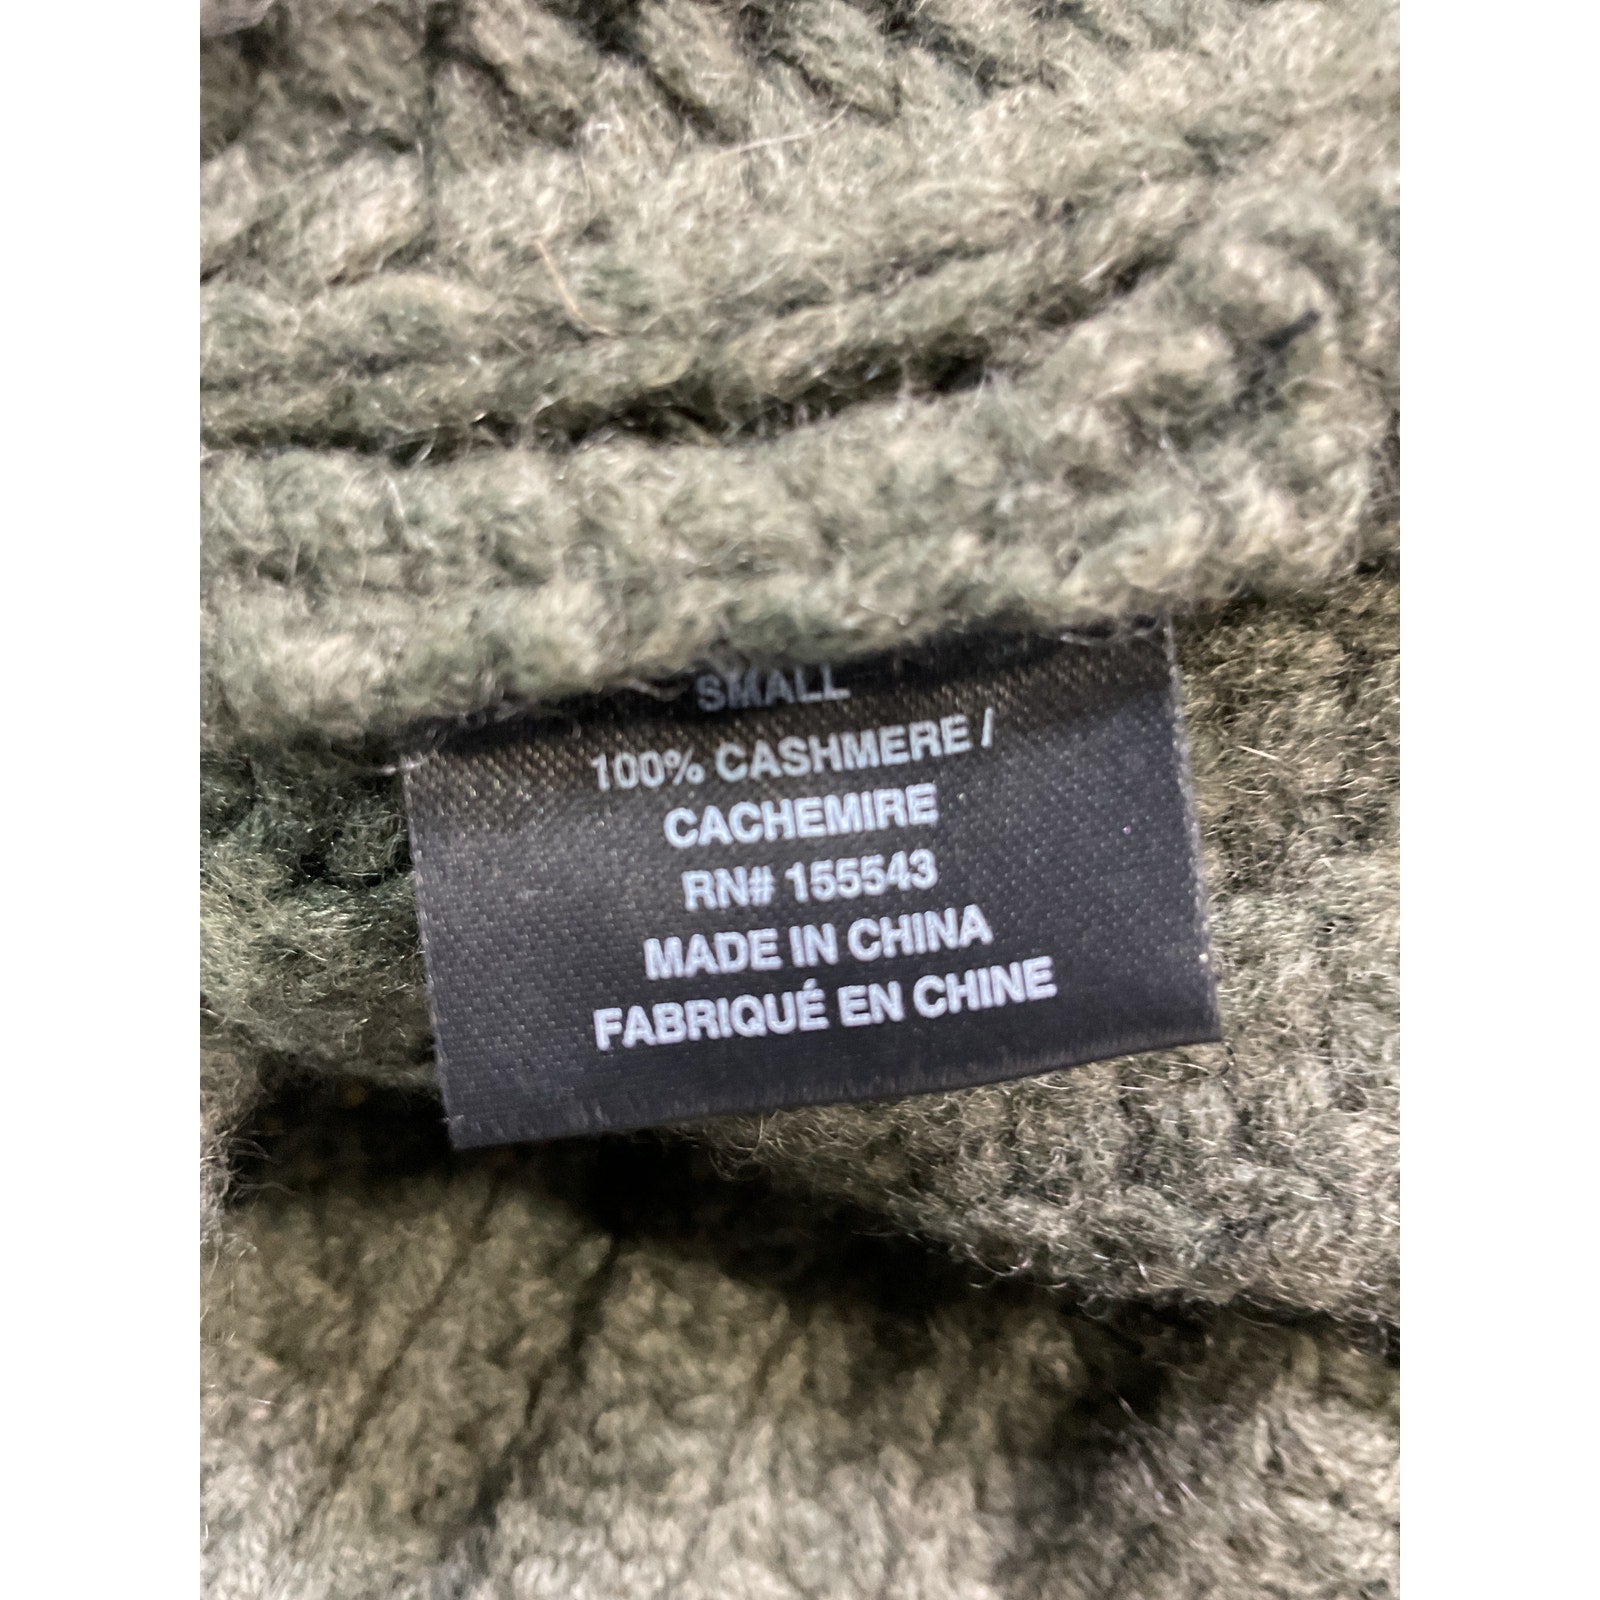 SMALL
100% CASHMERE /
CACHEMIRE
RN# 155543
MADE IN CHINA
FABRIQUÉ EN CHINE